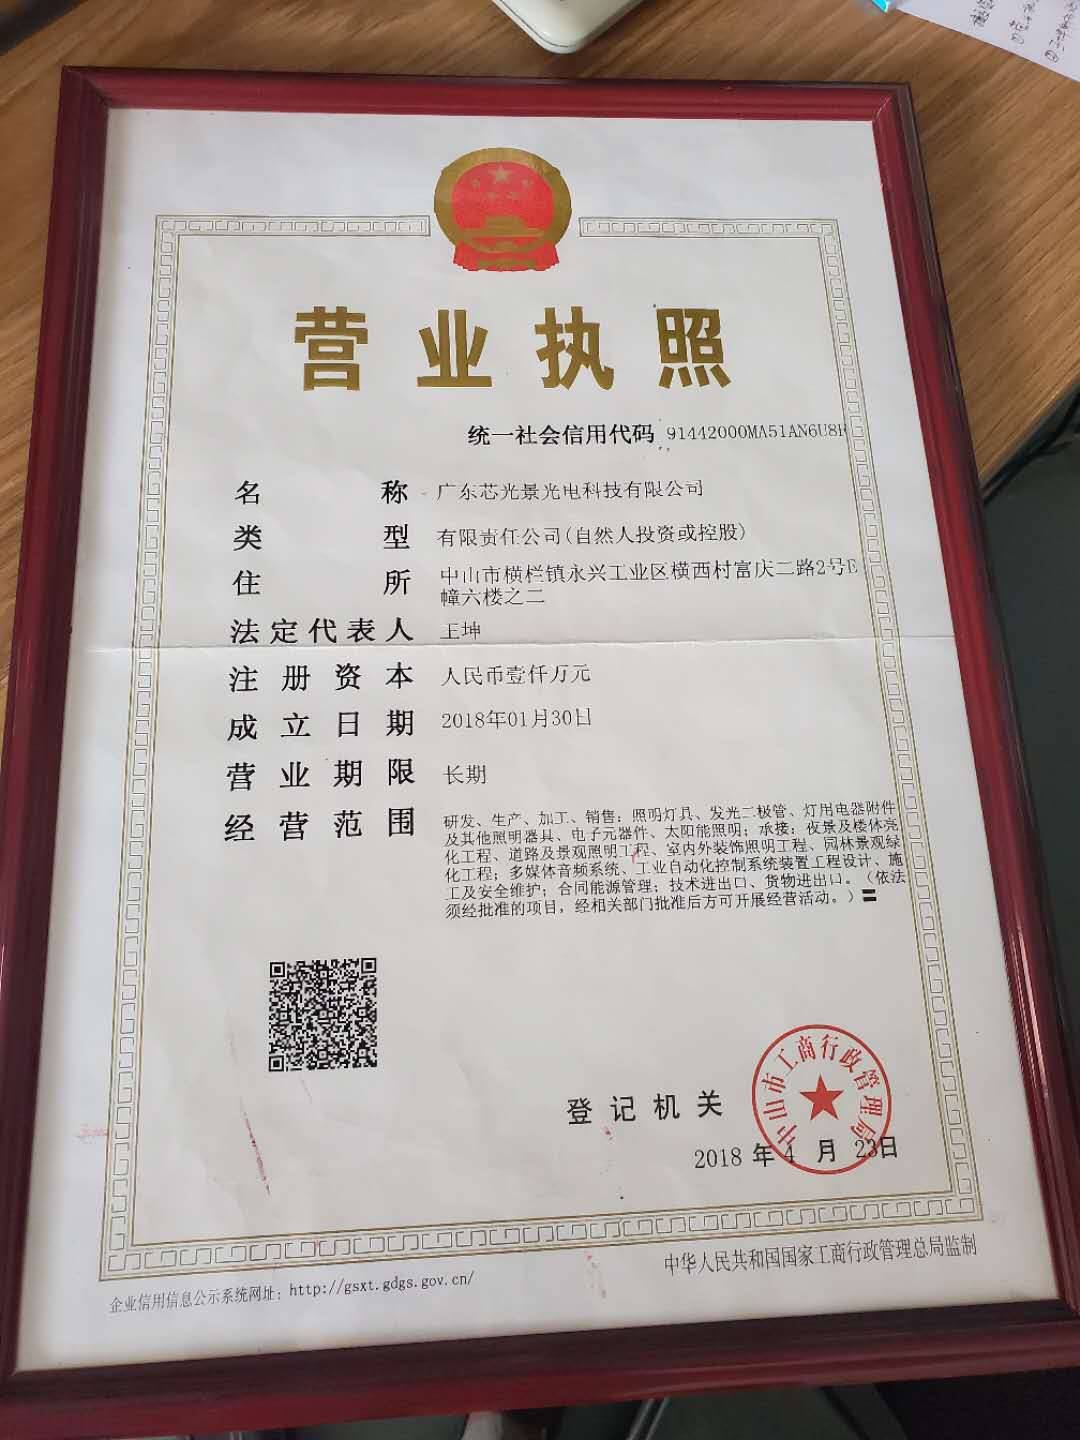 营业执照
统一社会信用代码 91442000MA51AN6U8
名称 广东芯光景光电科技有限公司
类型 有限责任公司(自然人投资或控股)
住所 中山市横栏镇永兴工业区横西村富庆二路2号E
幢六楼之二
法定代表人 王坤
注册资本 人民币壹仟万元
成立日期 2018年01月30日
营业期限 长期
经营范围 研发、生产、加工、销售：照明灯具、发光二极管、灯用电器附件
及其他照明器具、电子元器件、太阳能照明；承接：夜景及楼体亮
化工程、道路及景观照明工程、室内外装饰照明工程、园林景观绿
化工程；多媒体音频系统、工业自动化控制系统装置工程设计、施
工及安全维护；合同能源管理；技术进出口、货物进出口。（依法
须经批准的项目，经相关部门批准后方可开展经营活动。）〓
中山市工商行政管理局
登记机关
2018年4月23日
企业信用信息公示系统网址：http://gsxt.gdgs.gov.cn/
中华人民共和国国家工商行政管理总局监制